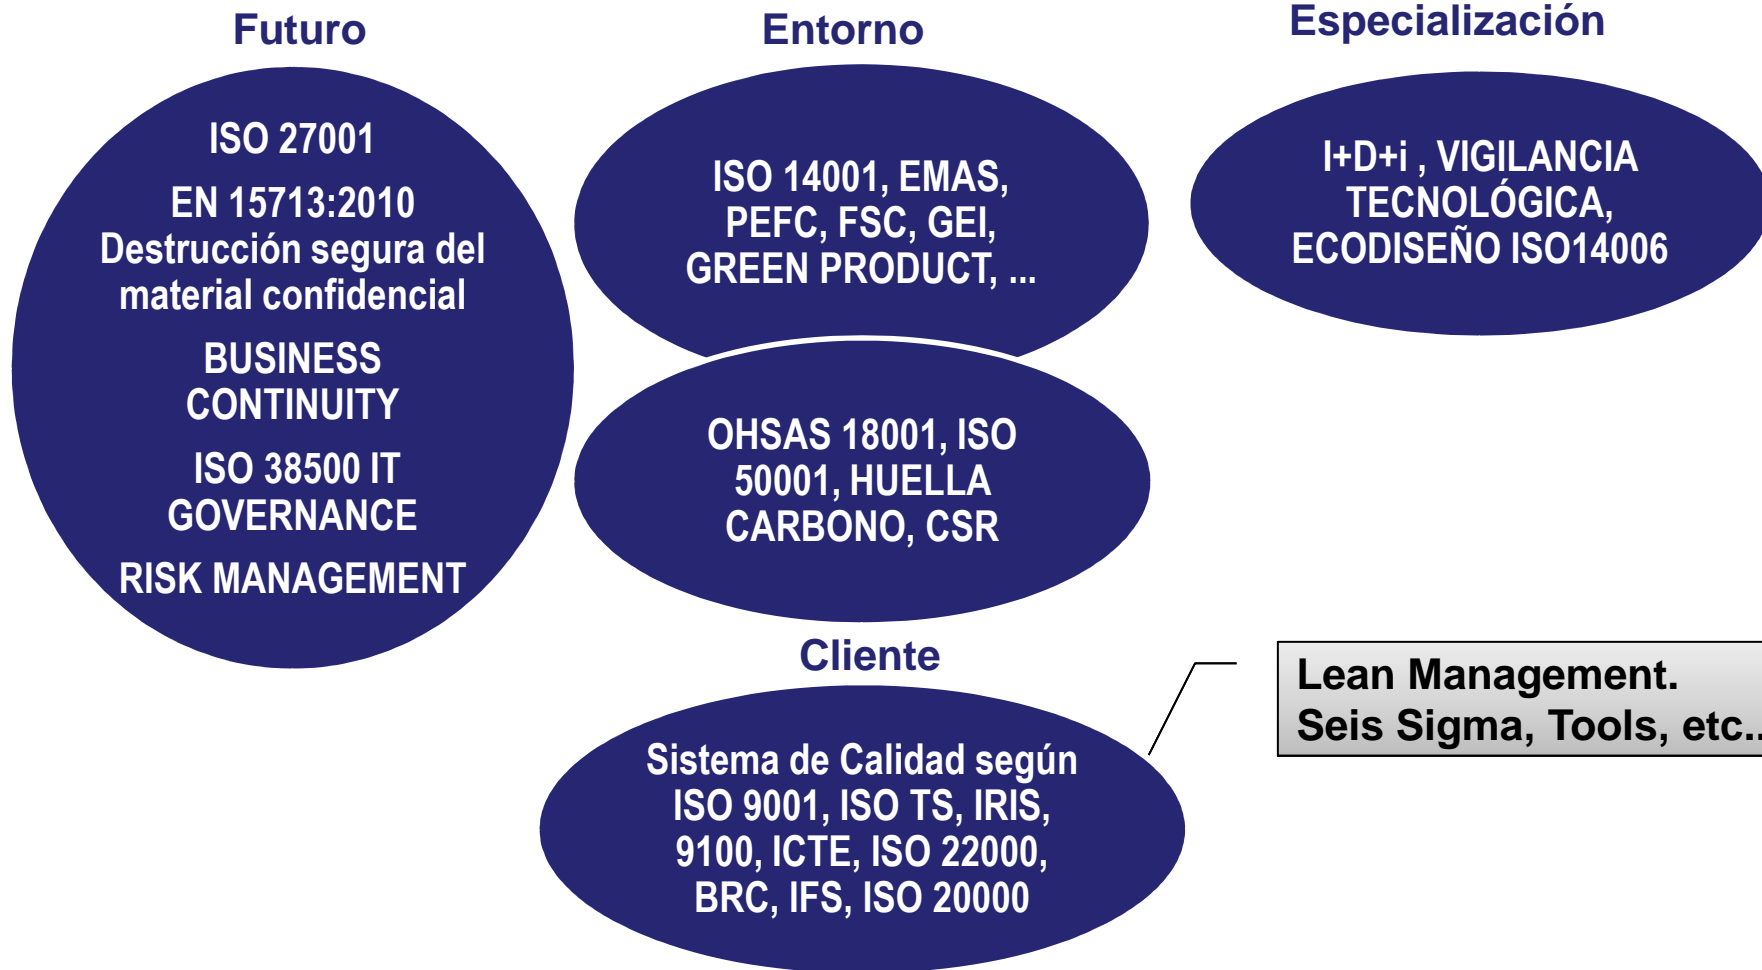 Futuro
ISO 27001
EN 15713:2010
Destrucción segura del
material confidencial
BUSINESS
CONTINUITY
ISO 38500 IT
GOVERNANCE
RISK MANAGEMENT
Entorno
ISO 14001, EMAS,
PEFC, FSC, GEI,
GREEN PRODUCT, ...
OHSAS 18001, ISO
50001, HUELLA
CARBONO, CSR
Especialización
I+D+i , VIGILANCIA
TECNOLÓGICA,
ECODISEÑO ISO14006
Cliente
Sistema de Calidad según
ISO 9001, ISO TS, IRIS,
9100, ICTE, ISO 22000,
BRC, IFS, ISO 20000
Lean Management.
Seis Sigma, Tools, etc..